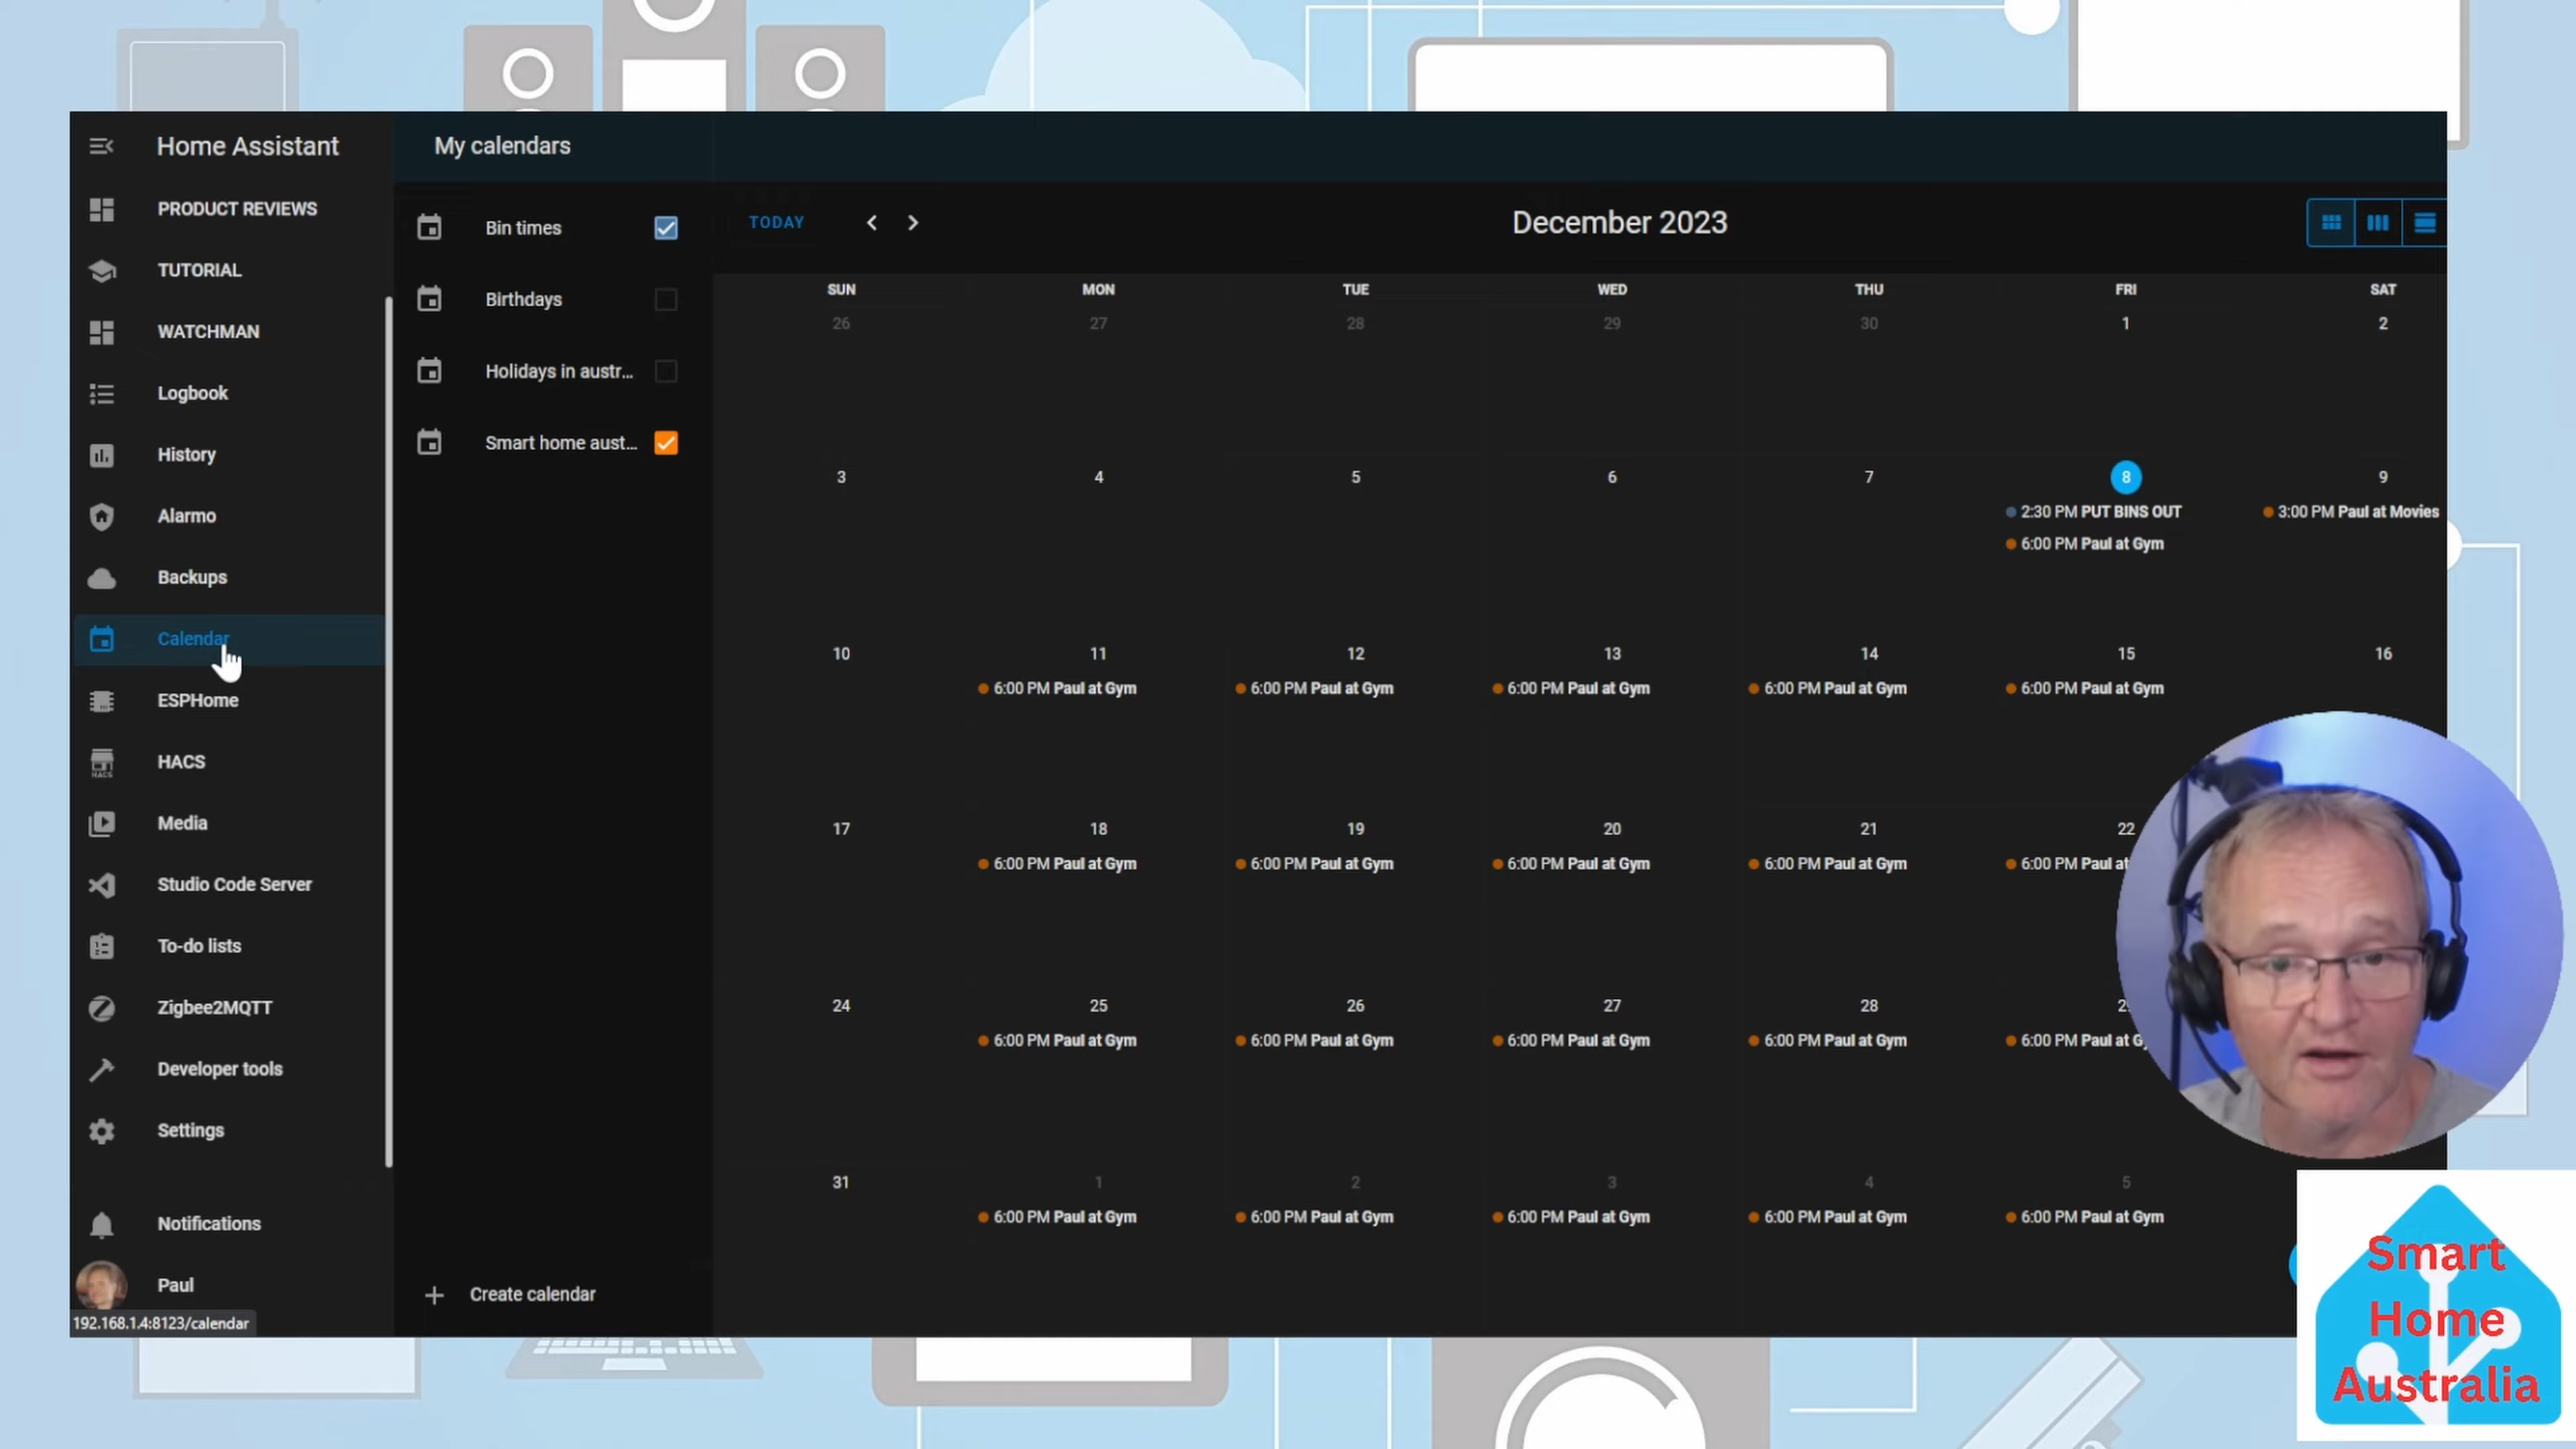 Home Assistant
PRODUCT REVIEWS
TUTORIAL
WATCHMAN
Logbook
History
Alarmo
Backups
Calendar
ESPHome
HACS
HACS
Media
Studio Code Server
To-do lists
Zigbee2MQTT
Developer tools
Settings
Notifications
Paul
192.168.1.4:8123/calendar
My calendars
Bin times
Birthdays
Holidays in austr...
Smart home aust...
Create calendar
TODAY
December 2023
SUN MON TUE WED THU FRI SAT
26 27 28 29 30 1 2
3 4 5 6 7 8 9
2:30 PM PUT BINS OUT 3:00 PM Paul at Movies
6:00 PM Paul at Gym
10 11 12 13 14 15 16
6:00 PM Paul at Gym 6:00 PM Paul at Gym 6:00 PM Paul at Gym 6:00 PM Paul at Gym 6:00 PM Paul at Gym
17 18 19 20 21 22
6:00 PM Paul at Gym 6:00 PM Paul at Gym 6:00 PM Paul at Gym 6:00 PM Paul at Gym 6:00 PM Paul at
24 25 26 27 28
6:00 PM Paul at Gym 6:00 PM Paul at Gym 6:00 PM Paul at Gym 6:00 PM Paul at Gym 6:00 PM Paul at G
31 1 2 3 4 5
6:00 PM Paul at Gym 6:00 PM Paul at Gym 6:00 PM Paul at Gym 6:00 PM Paul at Gym 6:00 PM Paul at Gym
Smart
Home
Australia